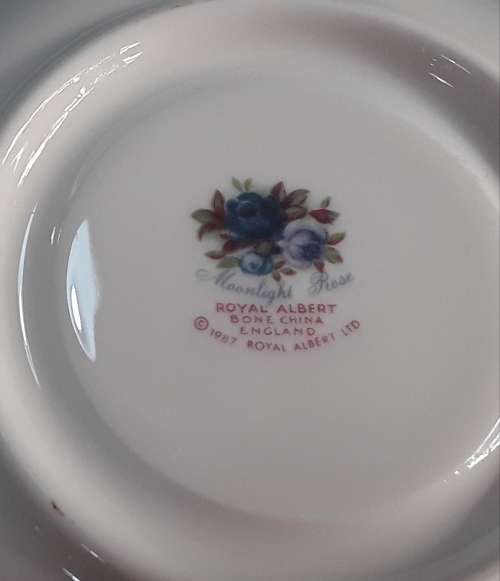 Moonlight Rose
ROYAL ALBERT
BONE CHINA
ENGLAND
© 1987 ROYAL ALBERT LTD